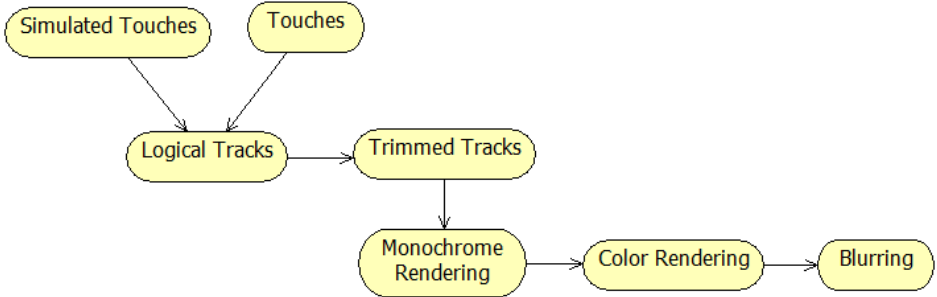 Simulated Touches
Touches
Logical Tracks
Trimmed Tracks
Monochrome
Rendering
Color Rendering
Blurring